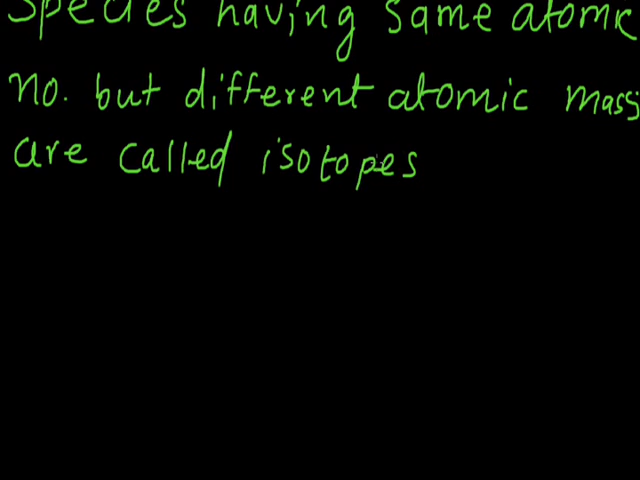 Species having same atomic
no. but different atomic mass
are called isotopes